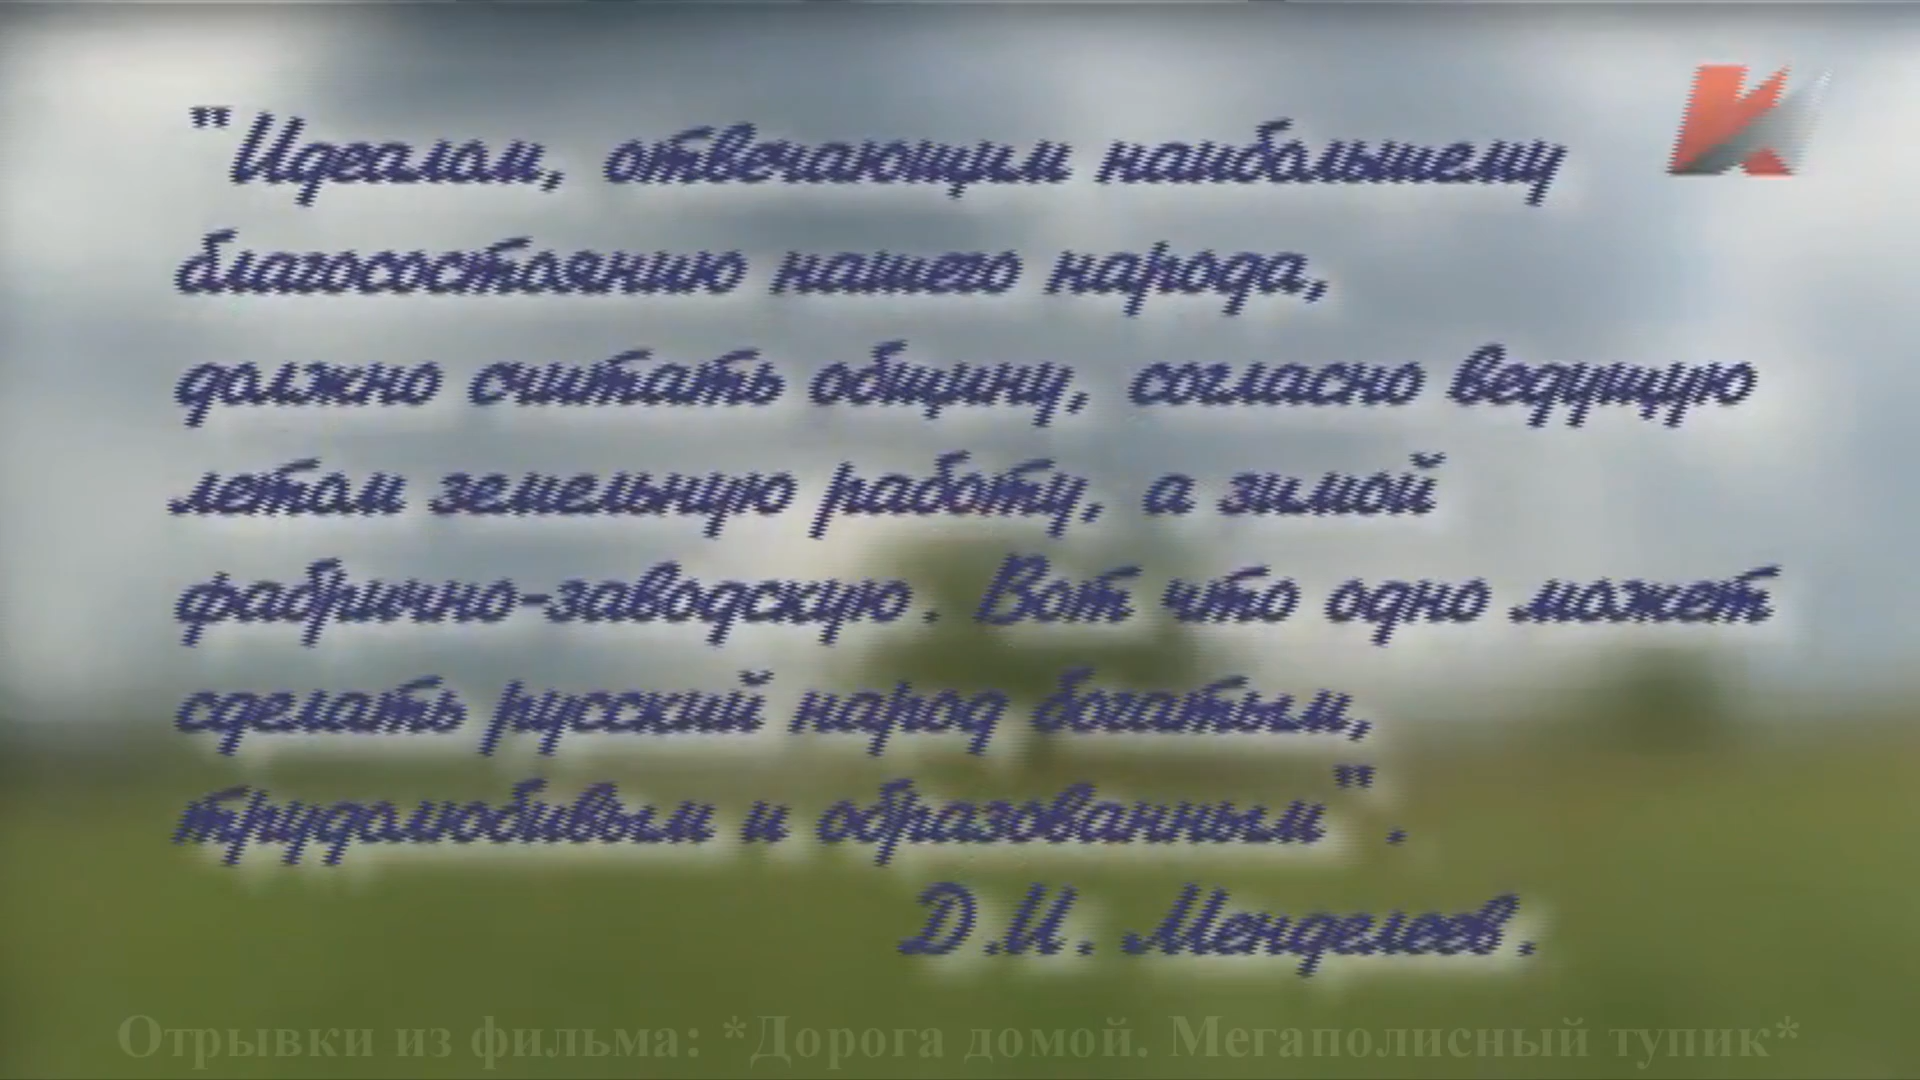 "Идеалом, отвечающим наибольшему
благосостоянию нашего народа,
должно считать общину, согласно ведущую
летом земельную работу, а зимой
фабрично-заводскую. Вот что одно может
сделать русский народ богатым,
трудолюбивым и образованным".
Д.И. Менделеев.
Отрывки из фильма: *Дорога домой. Мегаполисный тупик*